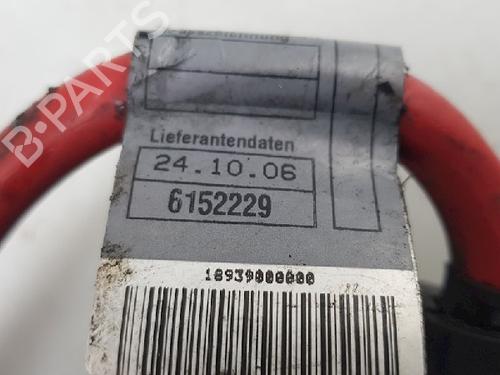 B-PARTS
Lieferantendaten
24.10.06
6152229
18939000000